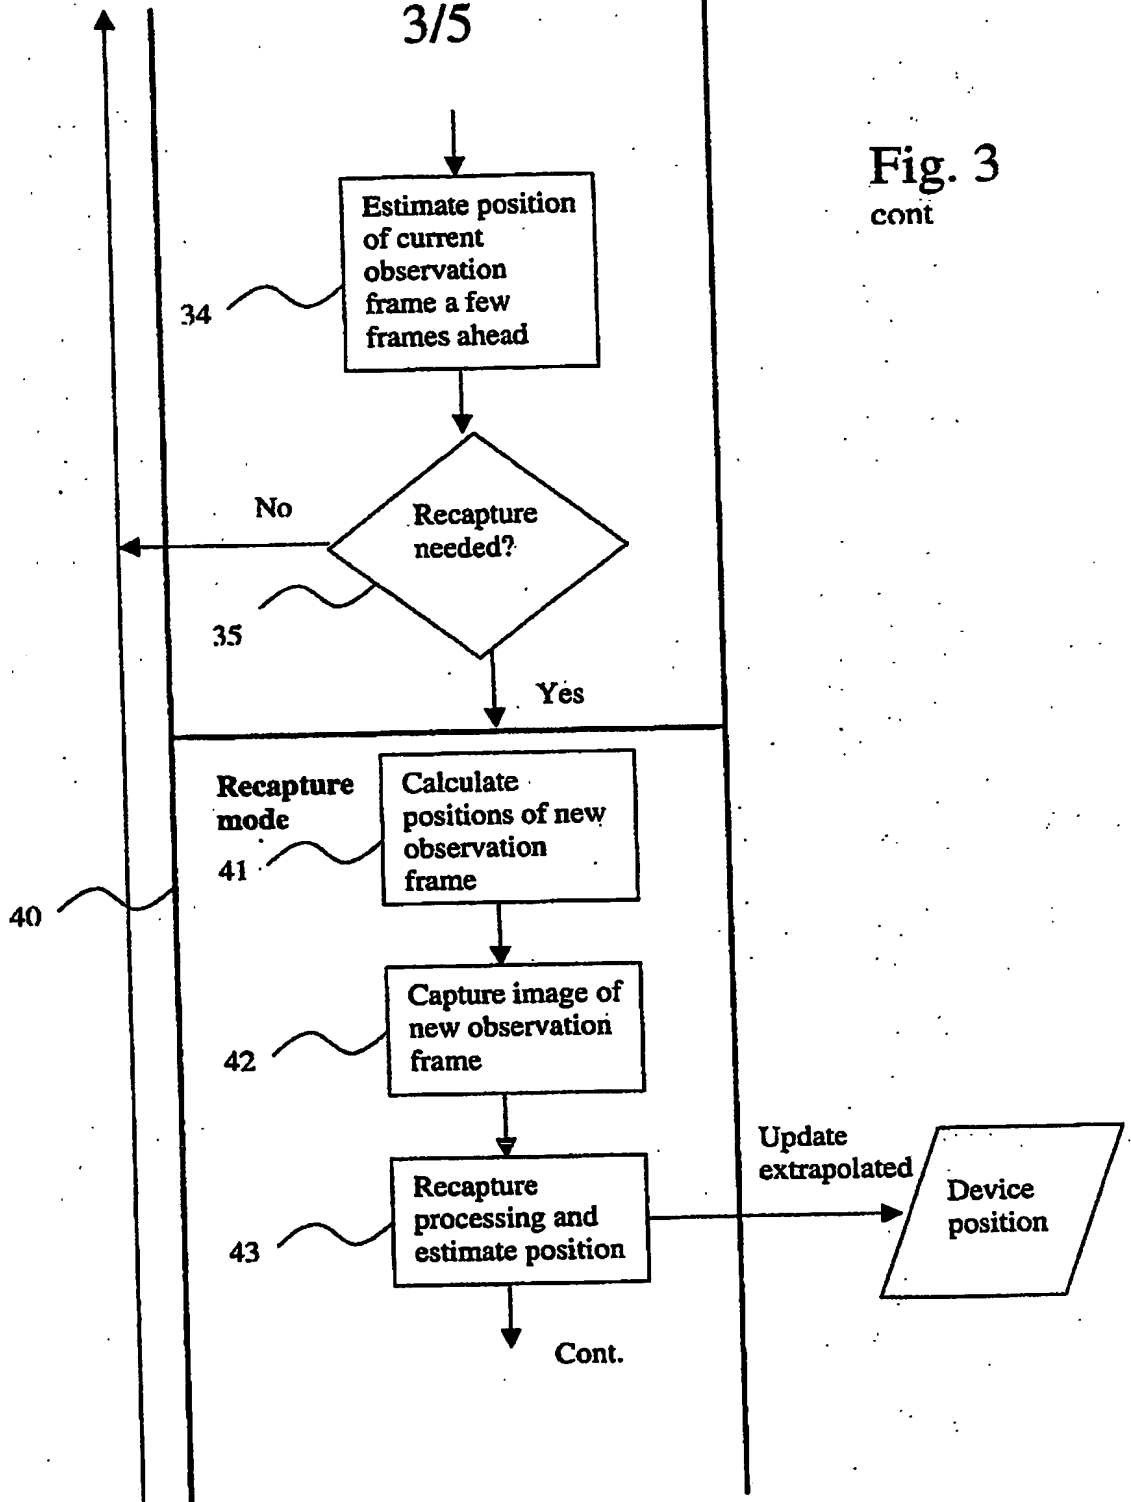 3/5
Fig. 3
cont
Estimate position
of current
observation
frame a few
frames ahead
34
No
Recapture
needed?
35
Yes
Recapture
mode
Calculate
positions of new
observation
frame
41
40
Capture image of
new observation
frame
42
Update
extrapolated
Device
position
Recapture
processing and
estimate position
43
Cont.